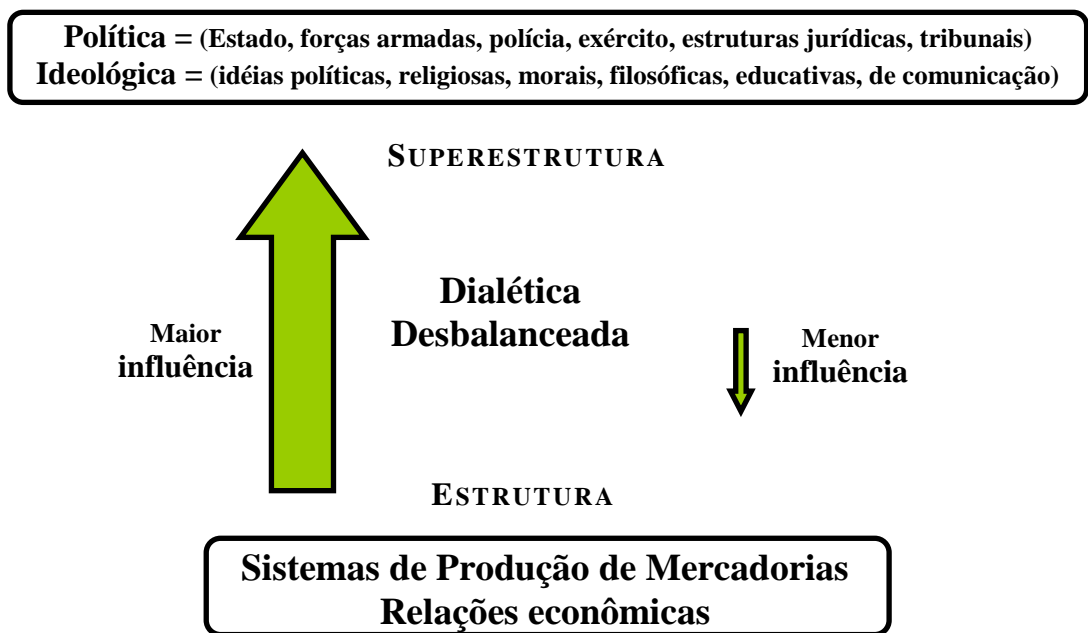 Política = (Estado, forças armadas, polícia, exército, estruturas jurídicas, tribunais)
Ideológica = (idéias políticas, religiosas, morais, filosóficas, educativas, de comunicação)
SUPERESTRUTURA
Dialética
Desbalanceada
Maior
influência
Menor
influência
ESTRUTURA
Sistemas de Produção de Mercadorias
Relações econômicas